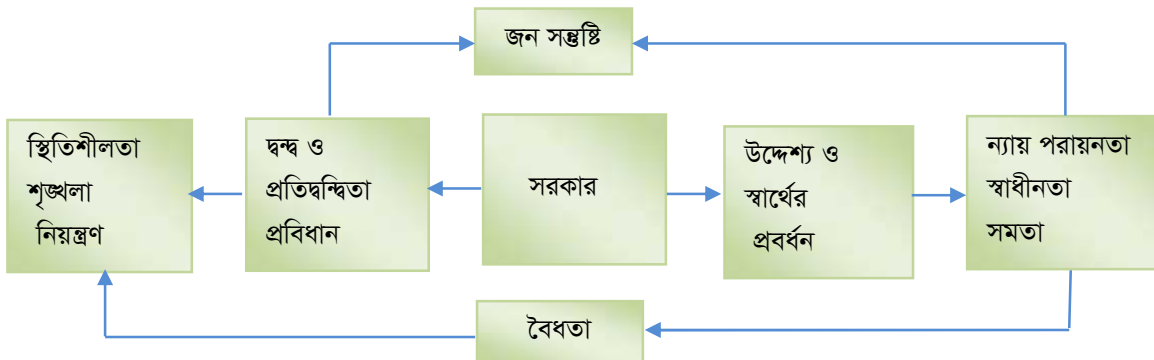 জন সন্তুষ্টি
স্থিতিশীলতা
শৃঙ্খলা
নিয়ন্ত্রণ
দ্বন্দ্ব ও
প্রতিদ্বন্দ্বিতা
প্রবিধান
সরকার
উদ্দেশ্য ও
স্বার্থের
প্রবর্ধন
ন্যায় পরায়নতা
স্বাধীনতা
সমতা
বৈধতা